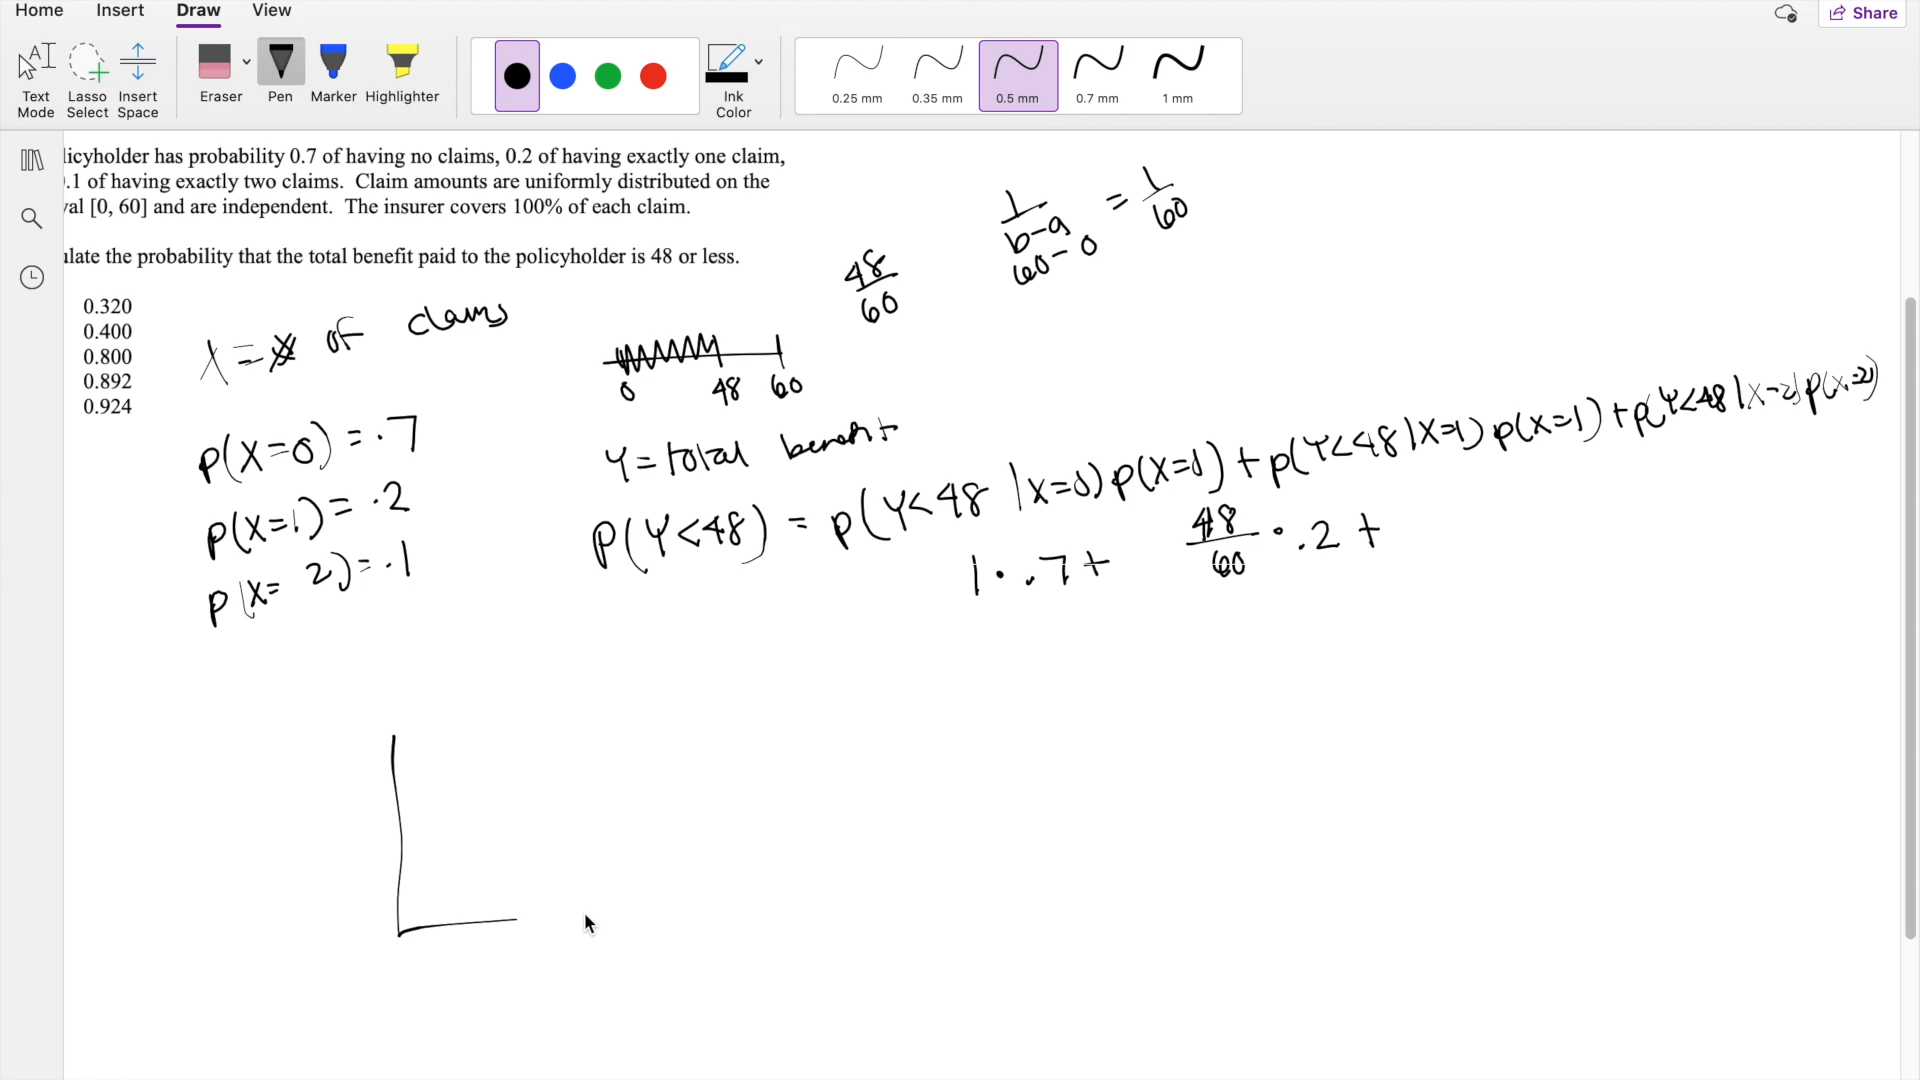 Home Insert Draw View
Share
Text Mode
Lasso Select
Insert Space
Eraser
Pen
Marker
Highlighter
Ink Color
0.25 mm
0.35 mm
0.5 mm
0.7 mm
1 mm
licyholder has probability 0.7 of having no claims, 0.2 of having exactly one claim,
.1 of having exactly two claims. Claim amounts are uniformly distributed on the
val [0, 60] and are independent. The insurer covers 100% of each claim.
ulate the probability that the total benefit paid to the policyholder is 48 or less.
0.320
0.400
0.800
0.892
0.924
X = # of claims
P(X=0) = .7
P(X=1) = .2
P(X= 2) = .1
0 48 60
48/60
1/b-a = 1/60
60-0
Y = total benefit
P(Y<48) = P(Y<48 |X=0) P(X=0) + P(Y<48|X=1) P(X=1) + P(Y<48|X=2) P(X=2)
1 · .7 + 48/60 · .2 +